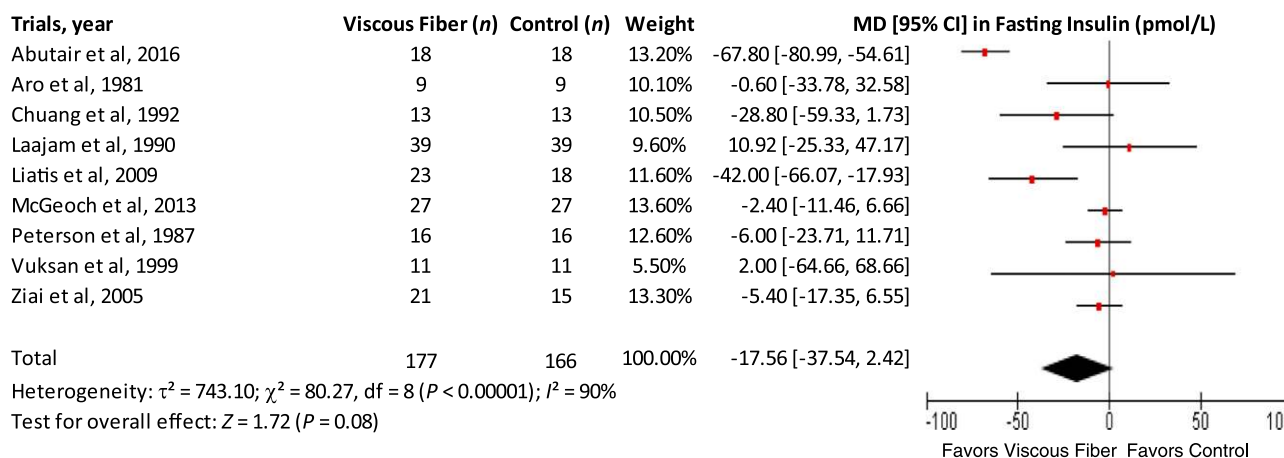 Trials, year Viscous Fiber (n) Control (n) Weight MD [95% CI] in Fasting Insulin (pmol/L)
Abutair et al, 2016 18 18 13.20% -67.80 [-80.99, -54.61]
Aro et al, 1981 9 9 10.10% -0.60 [-33.78, 32.58]
Chuang et al, 1992 13 13 10.50% -28.80 [-59.33, 1.73]
Laajam et al, 1990 39 39 9.60% 10.92 [-25.33, 47.17]
Liatis et al, 2009 23 18 11.60% -42.00 [-66.07, -17.93]
McGeoch et al, 2013 27 27 13.60% -2.40 [-11.46, 6.66]
Peterson et al, 1987 16 16 12.60% -6.00 [-23.71, 11.71]
Vuksan et al, 1999 11 11 5.50% 2.00 [-64.66, 68.66]
Ziai et al, 2005 21 15 13.30% -5.40 [-17.35, 6.55]
Total 177 166 100.00% -17.56 [-37.54, 2.42]
Heterogeneity: τ² = 743.10; χ² = 80.27, df = 8 (P < 0.00001); I² = 90%
Test for overall effect: Z = 1.72 (P = 0.08)
-100 -50 0 50 10
Favors Viscous Fiber Favors Control